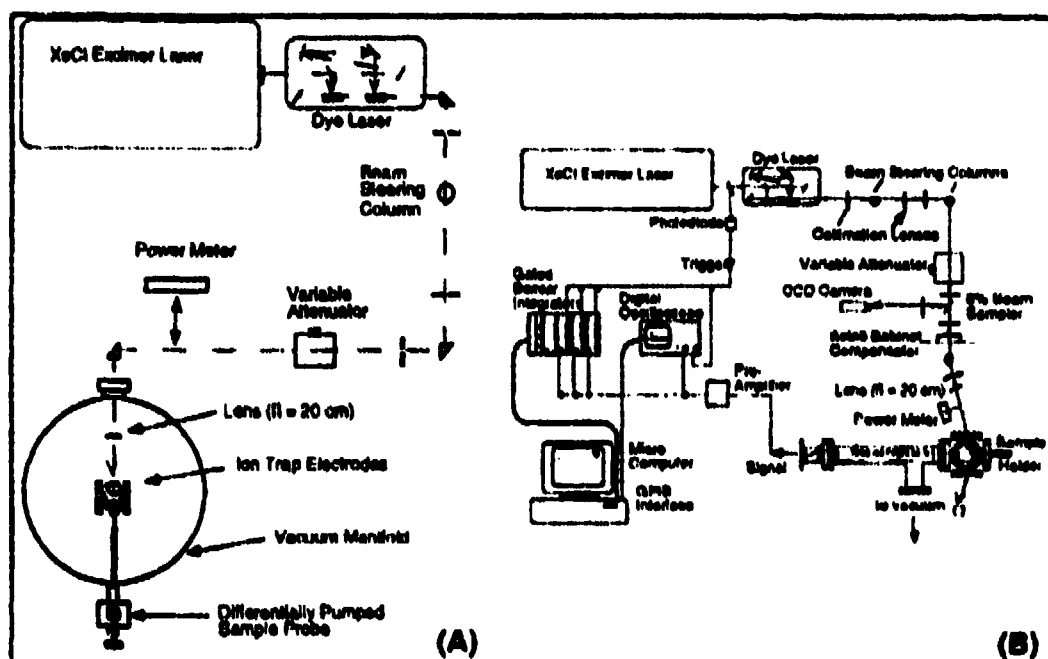 XeCl Excimer Laser
Dye Laser
Beam
Steering
Column
Power Meter
Variable
Attenuator
Lens (fl = 20 cm)
Ion Trap Electrodes
Vacuum Manifold
Differentially Pumped
Sample Probe
(A)
XeCl Excimer Laser
Dye Laser
Beam Steering Columns
Photodiode
Collimation Lenses
Trigger
Variable Attenuator
Gated
Integrators
Digital
Oscilloscope
CCD Camera
Beam
Sampler
Compensator
Pre-
Amplifier
Lens (fl = 20 cm)
Power Meter
Micro
Computer
Interface
Signal
Sample
Holder
to vacuum
(B)